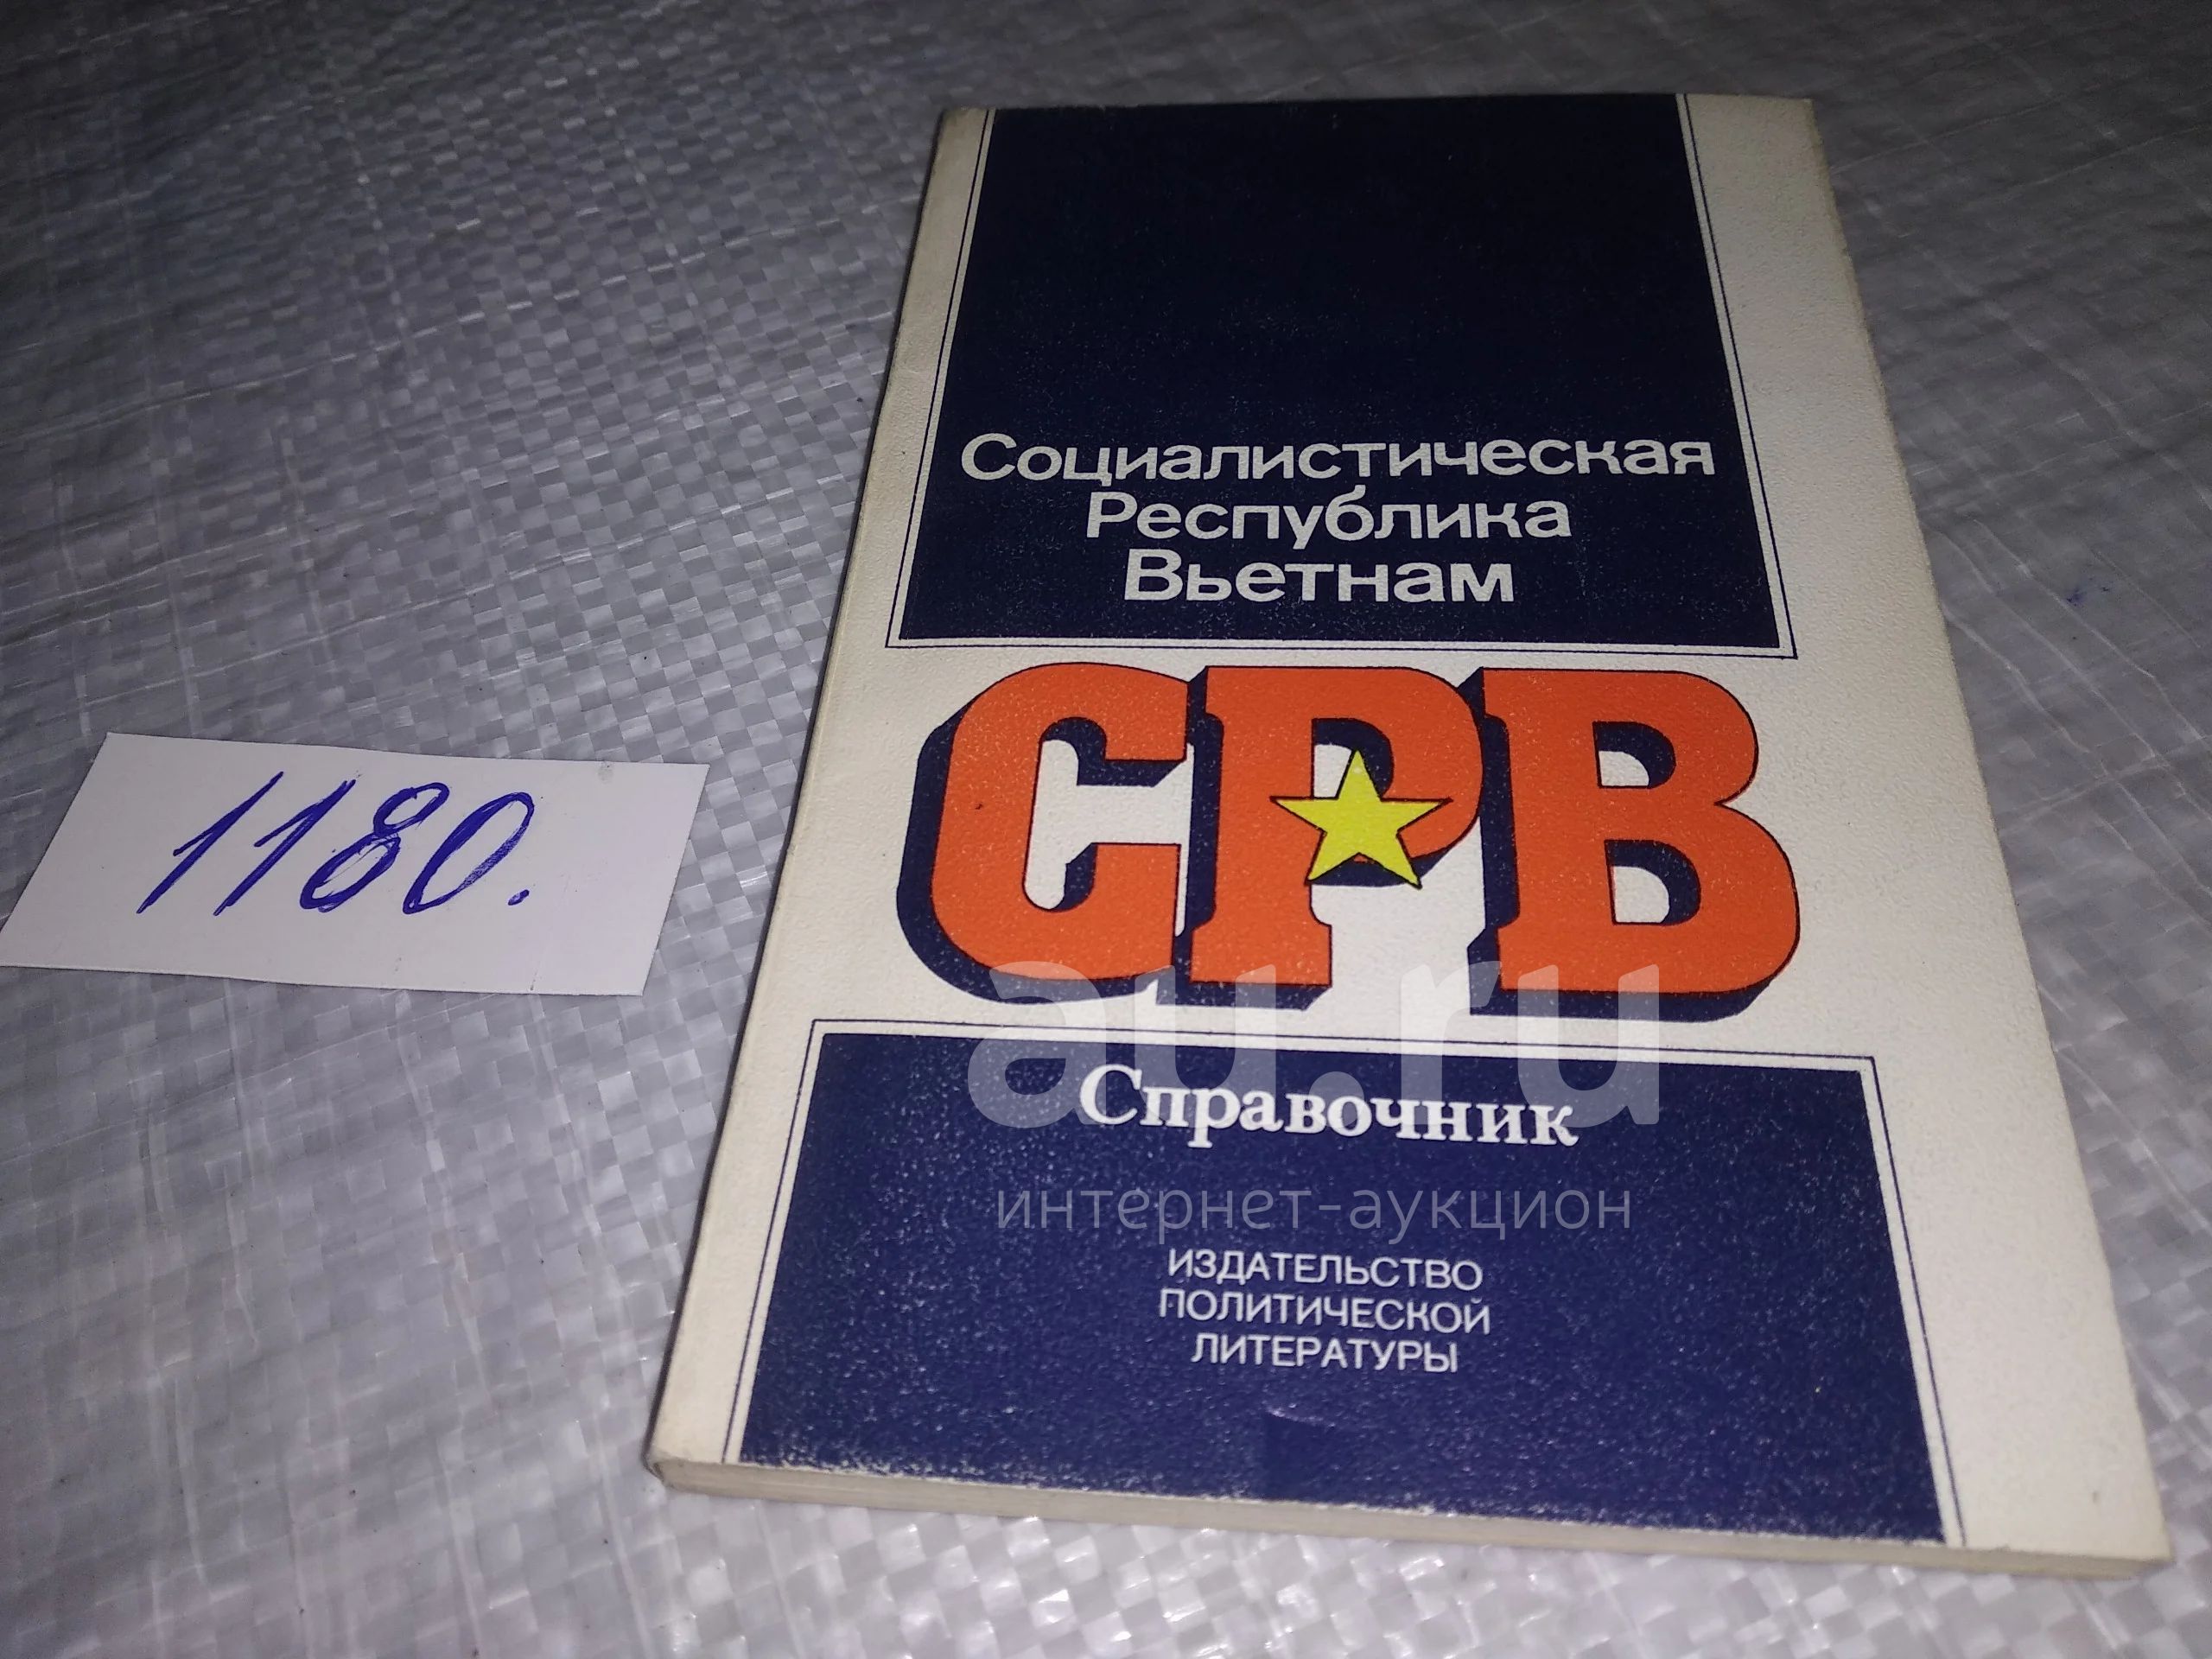 Социалистическая
Республика
Вьетнам
СРВ
1180.
au.ru
Справочник
интернет-аукцион
ИЗДАТЕЛЬСТВО
ПОЛИТИЧЕСКОЙ
ЛИТЕРАТУРЫ